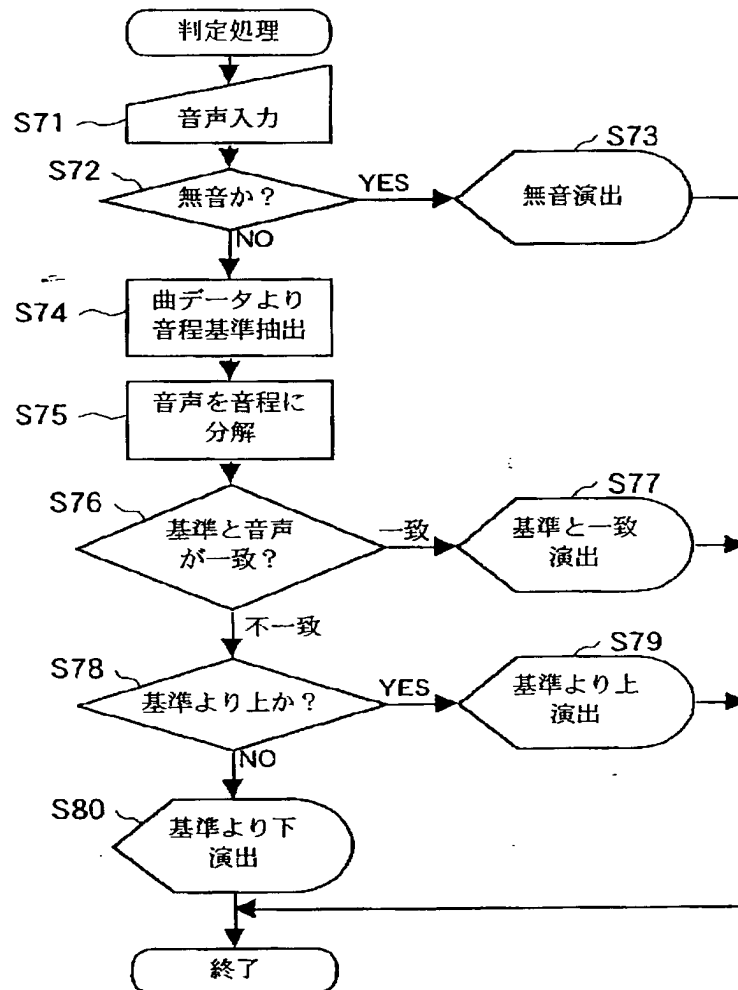 判定処理
S71
音声入力
S72
無音か?
YES
S73
無音演出
NO
S74
曲データより
音程基準抽出
S75
音声を音程に
分解
S76
基準と音声
が一致?
一致
S77
基準と一致
演出
不一致
S78
基準より上か?
YES
S79
基準より上
演出
NO
S80
基準より下
演出
終了